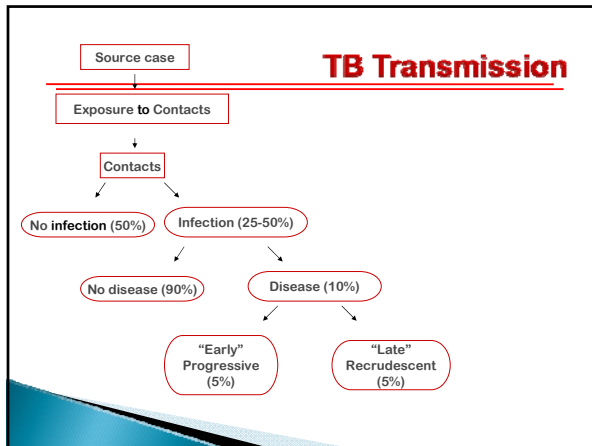 TB Transmission
Source case
Exposure to Contacts
Contacts
No infection (50%)
Infection (25-50%)
No disease (90%)
Disease (10%)
“Early”
Progressive
(5%)
“Late”
Recrudescent
(5%)